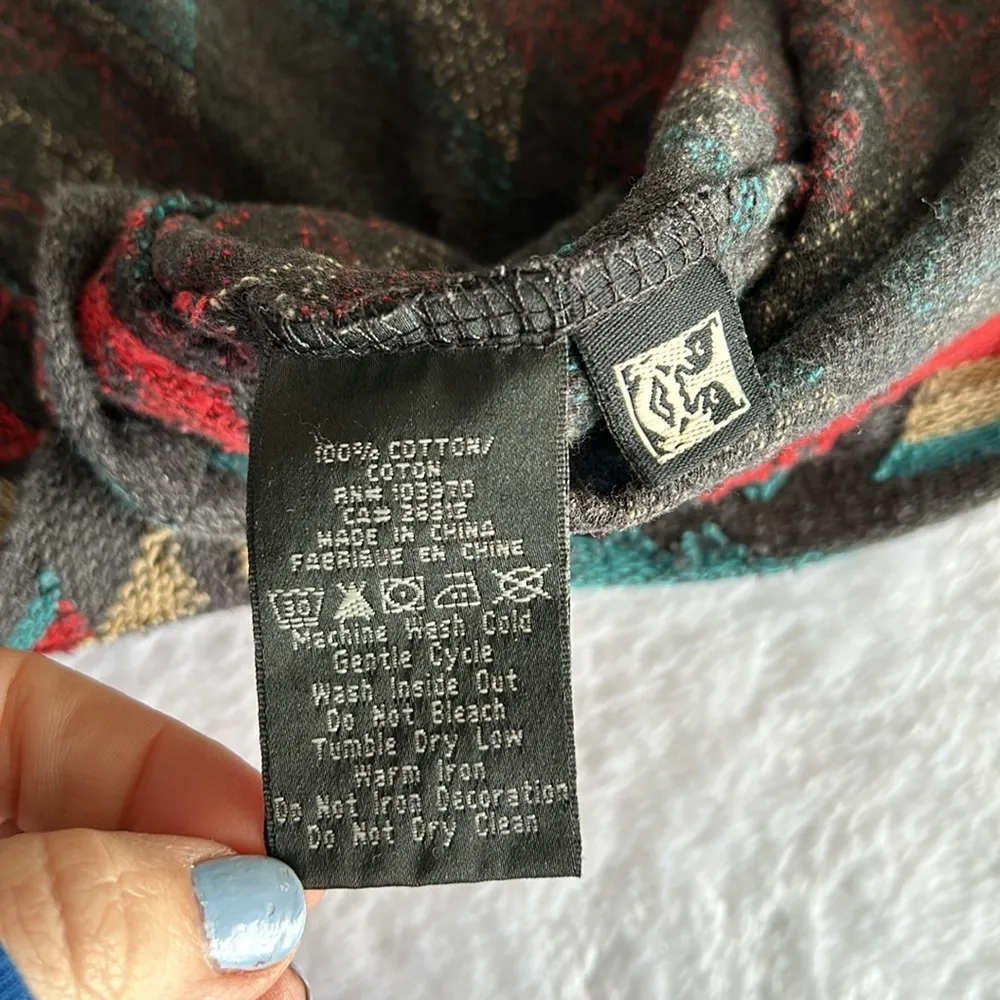 100% COTTON/
COTON
RN# 103970
CA#
MADE IN CHINA
FABRIQUE EN CHINE
30
Machine Wash Cold
Gentle Cycle
Wash Inside Out
Do Not Bleach
Tumble Dry Low
Warm Iron
Do Not Iron Decoration
Do Not Dry Clean